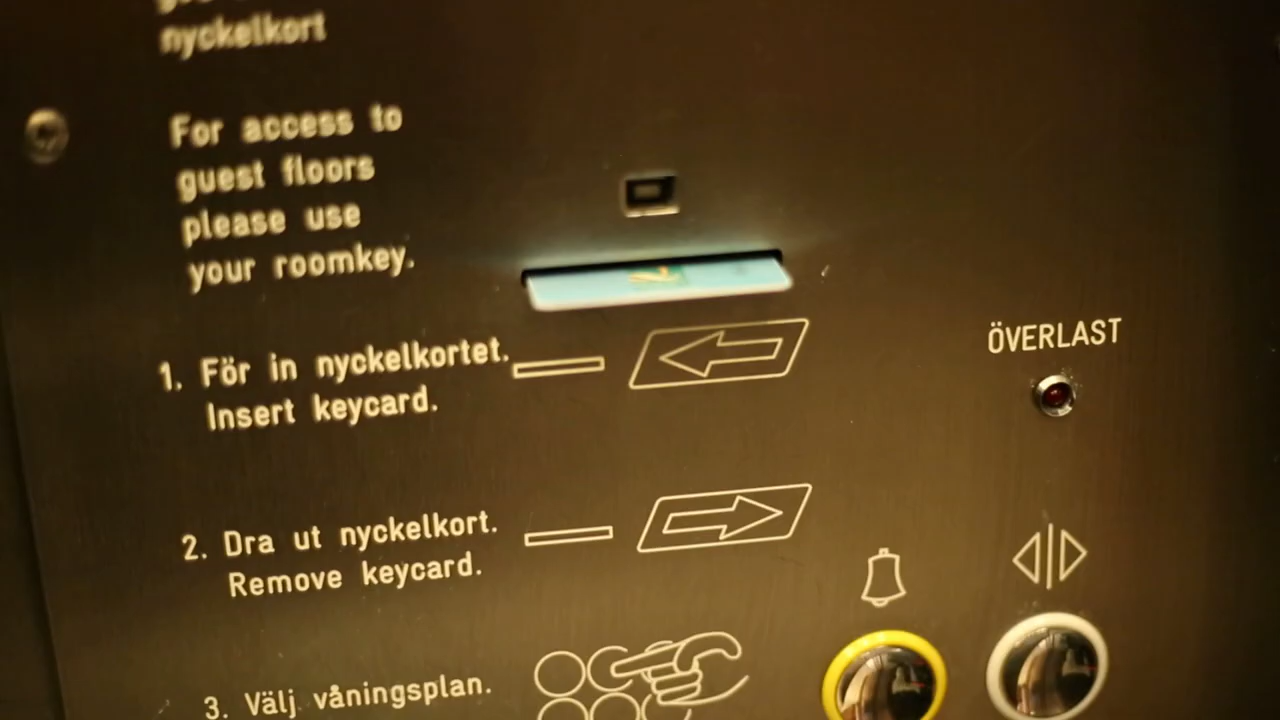 nyckelkort
For access to
guest floors
please use
your roomkey.
1. För in nyckelkortet.
Insert keycard.
ÖVERLAST
2. Dra ut nyckelkort.
Remove keycard.
3. Välj våningsplan.